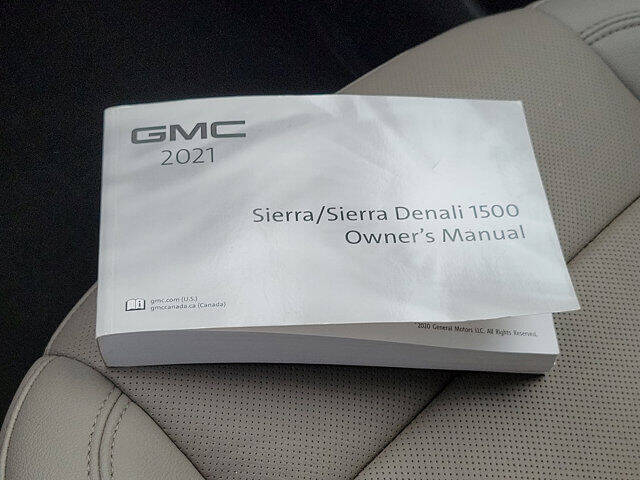 GMC
2021
Sierra/Sierra Denali 1500
Owner's Manual
gmc.com (U.S.)
gmccanada.ca (Canada)
2020 General Motors LLC. All Rights Reserved.